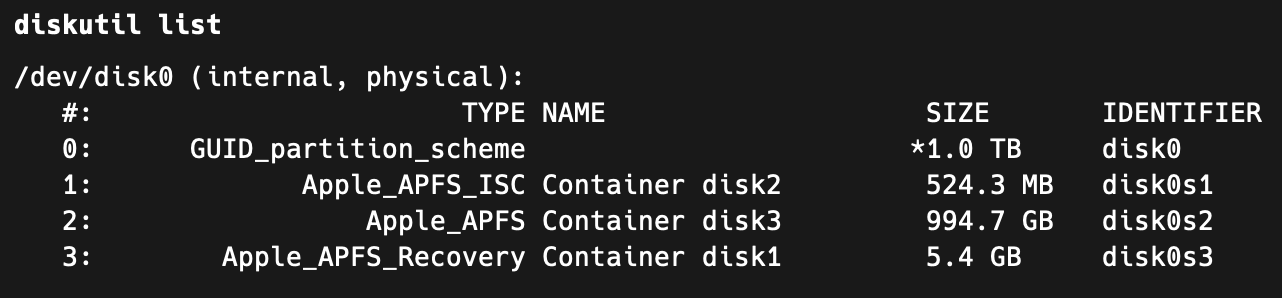 diskutil list
/dev/disk0 (internal, physical):
#: TYPE NAME SIZE IDENTIFIER
0: GUID_partition_scheme *1.0 TB disk0
1: Apple_APFS_ISC Container disk2 524.3 MB disk0s1
2: Apple_APFS Container disk3 994.7 GB disk0s2
3: Apple_APFS_Recovery Container disk1 5.4 GB disk0s3